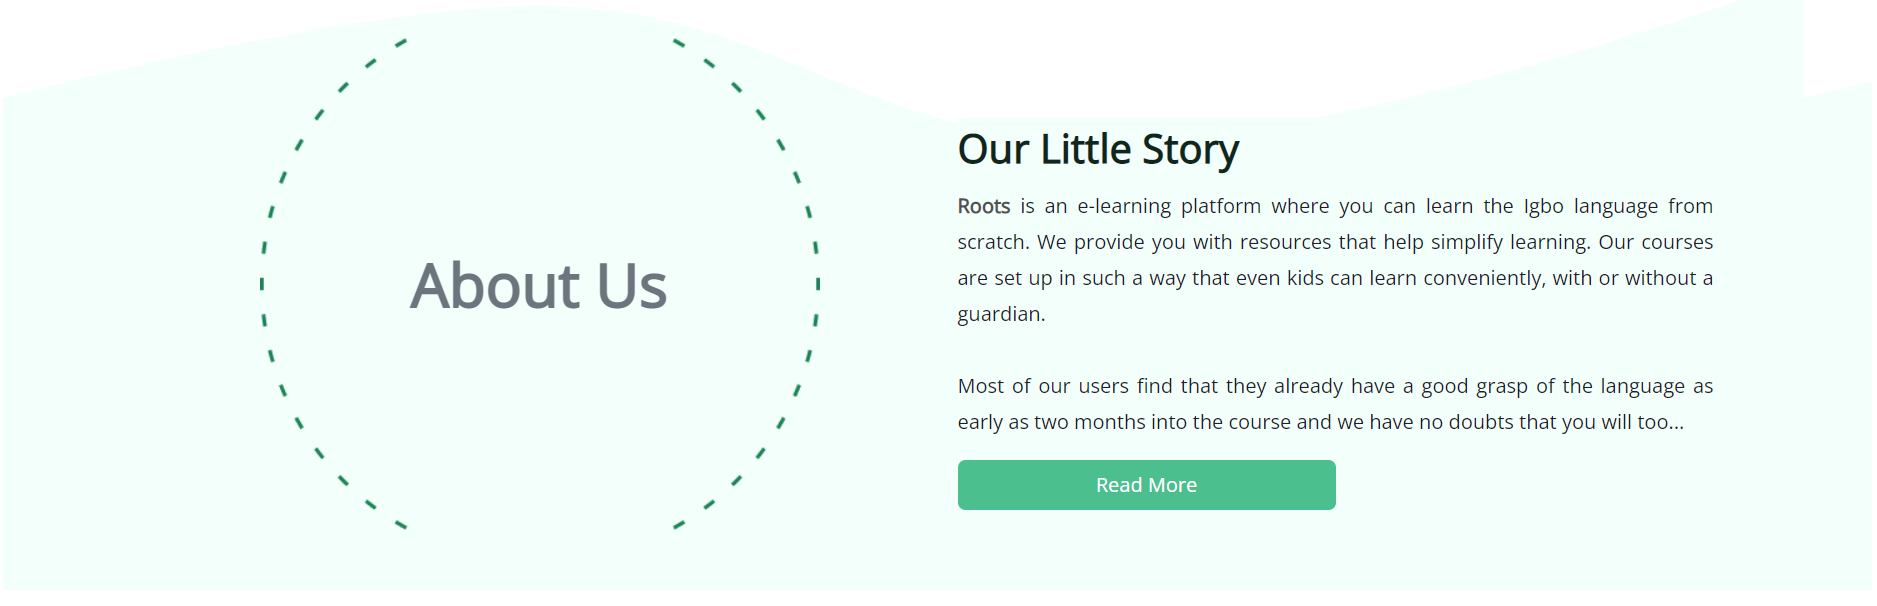 About Us
Our Little Story
Roots is an e-learning platform where you can learn the Igbo language from
scratch. We provide you with resources that help simplify learning. Our courses
are set up in such a way that even kids can learn conveniently, with or without a
guardian.
Most of our users find that they already have a good grasp of the language as
early as two months into the course and we have no doubts that you will too...
Read More